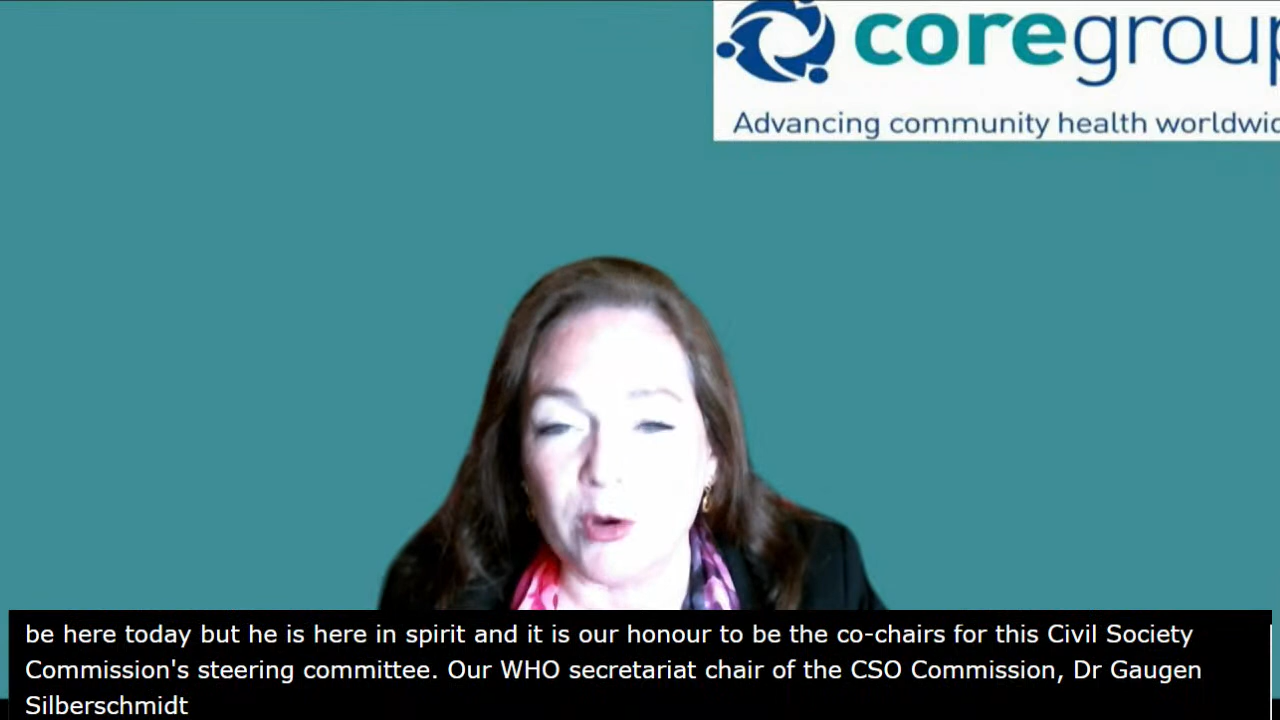 coregroup
Advancing community health worldwid
be here today but he is here in spirit and it is our honour to be the co-chairs for this Civil Society
Commission's steering committee. Our WHO secretariat chair of the CSO Commission, Dr Gaugen
Silberschmidt